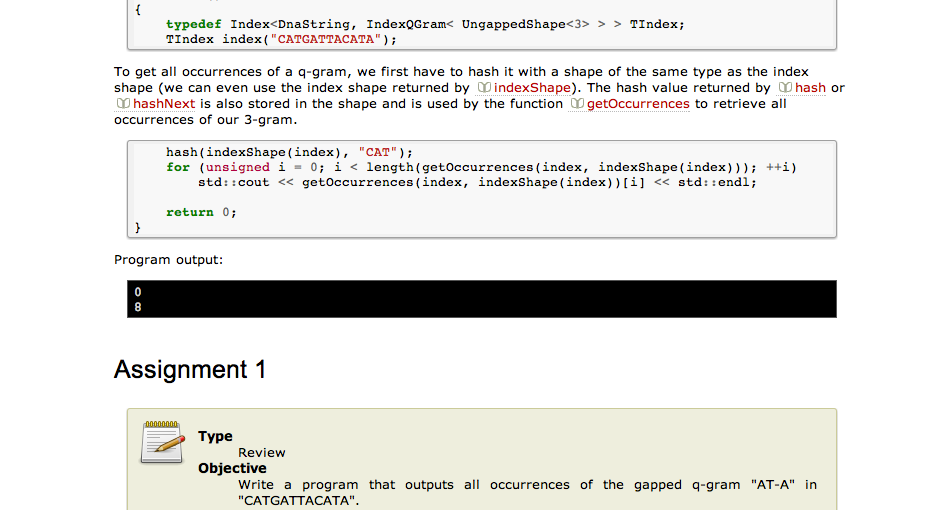 {
typedef Index<DnaString, IndexQGram< UngappedShape<3> > > TIndex;
TIndex index("CATGATTACATA");
To get all occurrences of a q-gram, we first have to hash it with a shape of the same type as the index
shape (we can even use the index shape returned by indexShape). The hash value returned by hash or
hashNext is also stored in the shape and is used by the function getOccurrences to retrieve all
occurrences of our 3-gram.
hash(indexShape(index), "CAT");
for (unsigned i = 0; i < length(getOccurrences(index, indexShape(index))); ++i)
std::cout << getOccurrences(index, indexShape(index))[i] << std::endl;
return 0;
}
Program output:
0
8
Assignment 1
Type
Review
Objective
Write a program that outputs all occurrences of the gapped q-gram "AT-A" in
"CATGATTACATA".